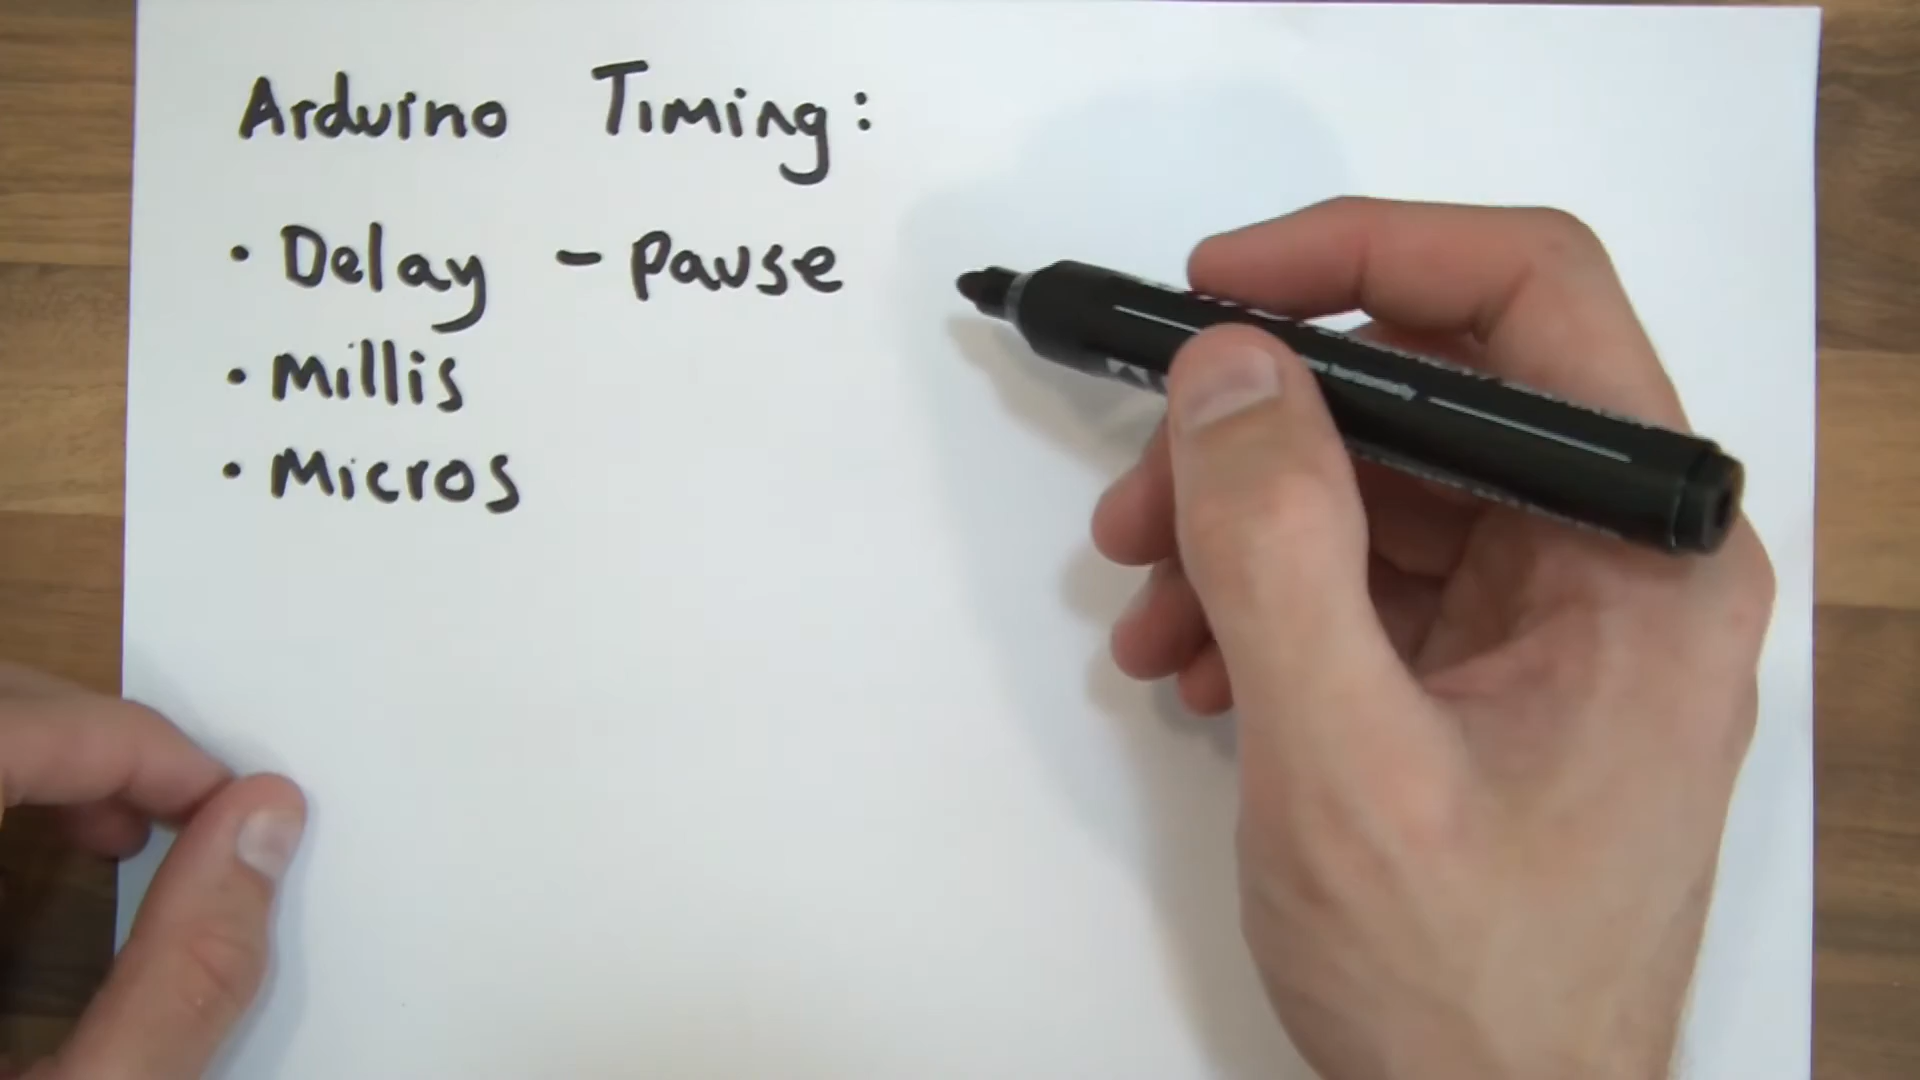 Arduino Timing:
• Delay - Pause
• Millis
• Micros